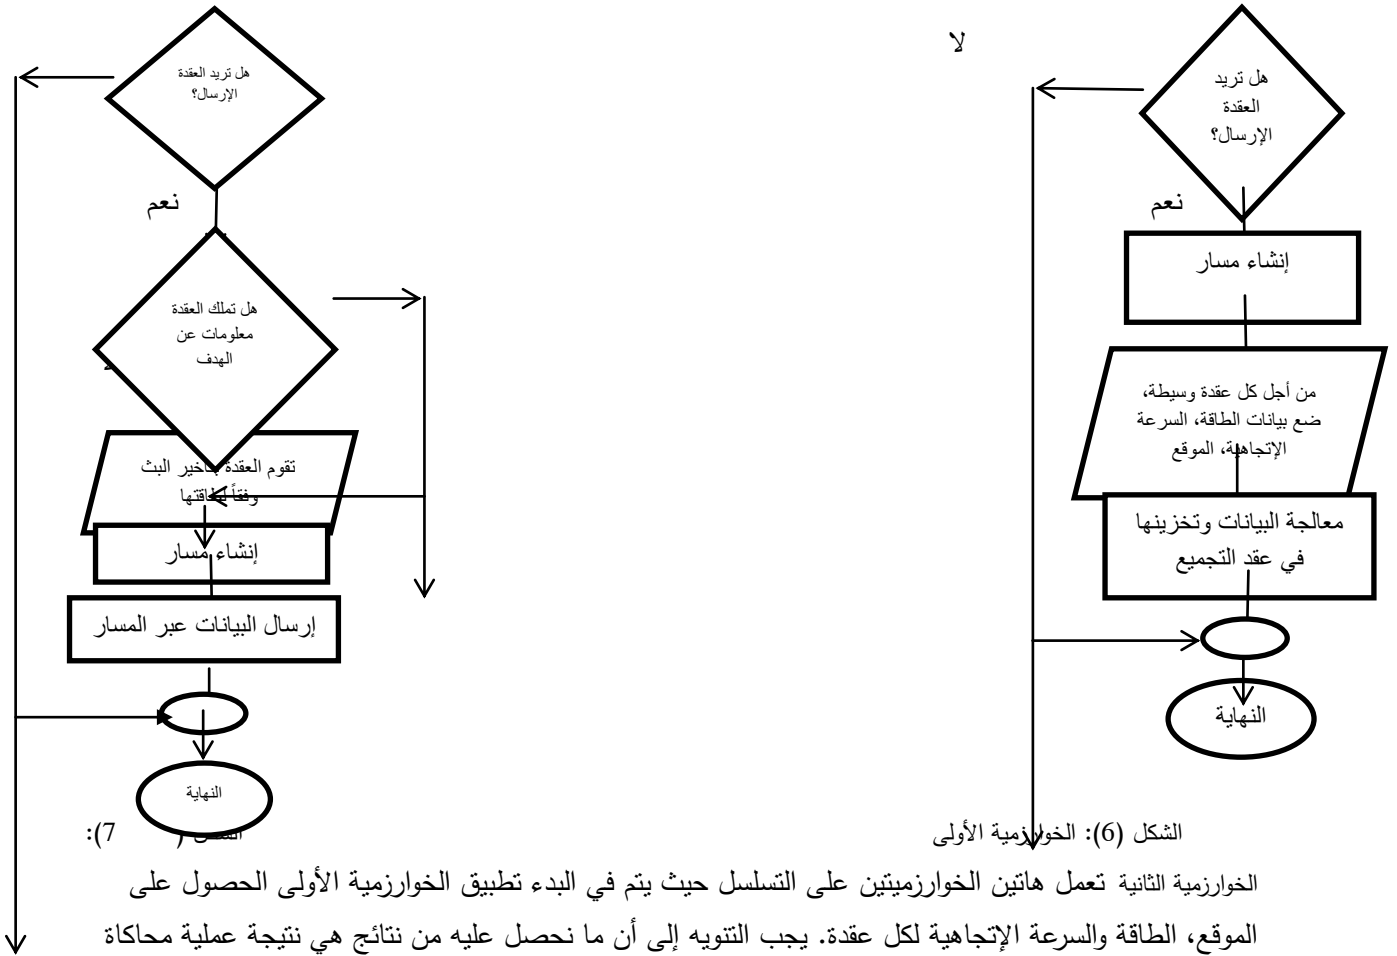 لا
هل تريد
العقدة
الإرسال؟
نعم
إنشاء مسار
من أجل كل عقدة وسيطة،
ضع بيانات الطاقة، السرعة
الإتجاهية، الموقع
معالجة البيانات وتخزينها
في عقد التجميع
النهاية
الشكل (6): الخوارزمية الأولى
هل تريد العقدة
الإرسال؟
نعم
هل تملك العقدة
معلومات عن
الهدف
تقوم العقدة بتأخير البث
وفقاً لطاقتها
إنشاء مسار
إرسال البيانات عبر المسار
النهاية
الشكل (7):
الخوارزمية الثانية تعمل هاتين الخوارزميتين على التسلسل حيث يتم في البدء تطبيق الخوارزمية الأولى الحصول على
الموقع، الطاقة والسرعة الإتجاهية لكل عقدة. يجب التنويه إلى أن ما نحصل عليه من نتائج هي نتيجة عملية محاكاة